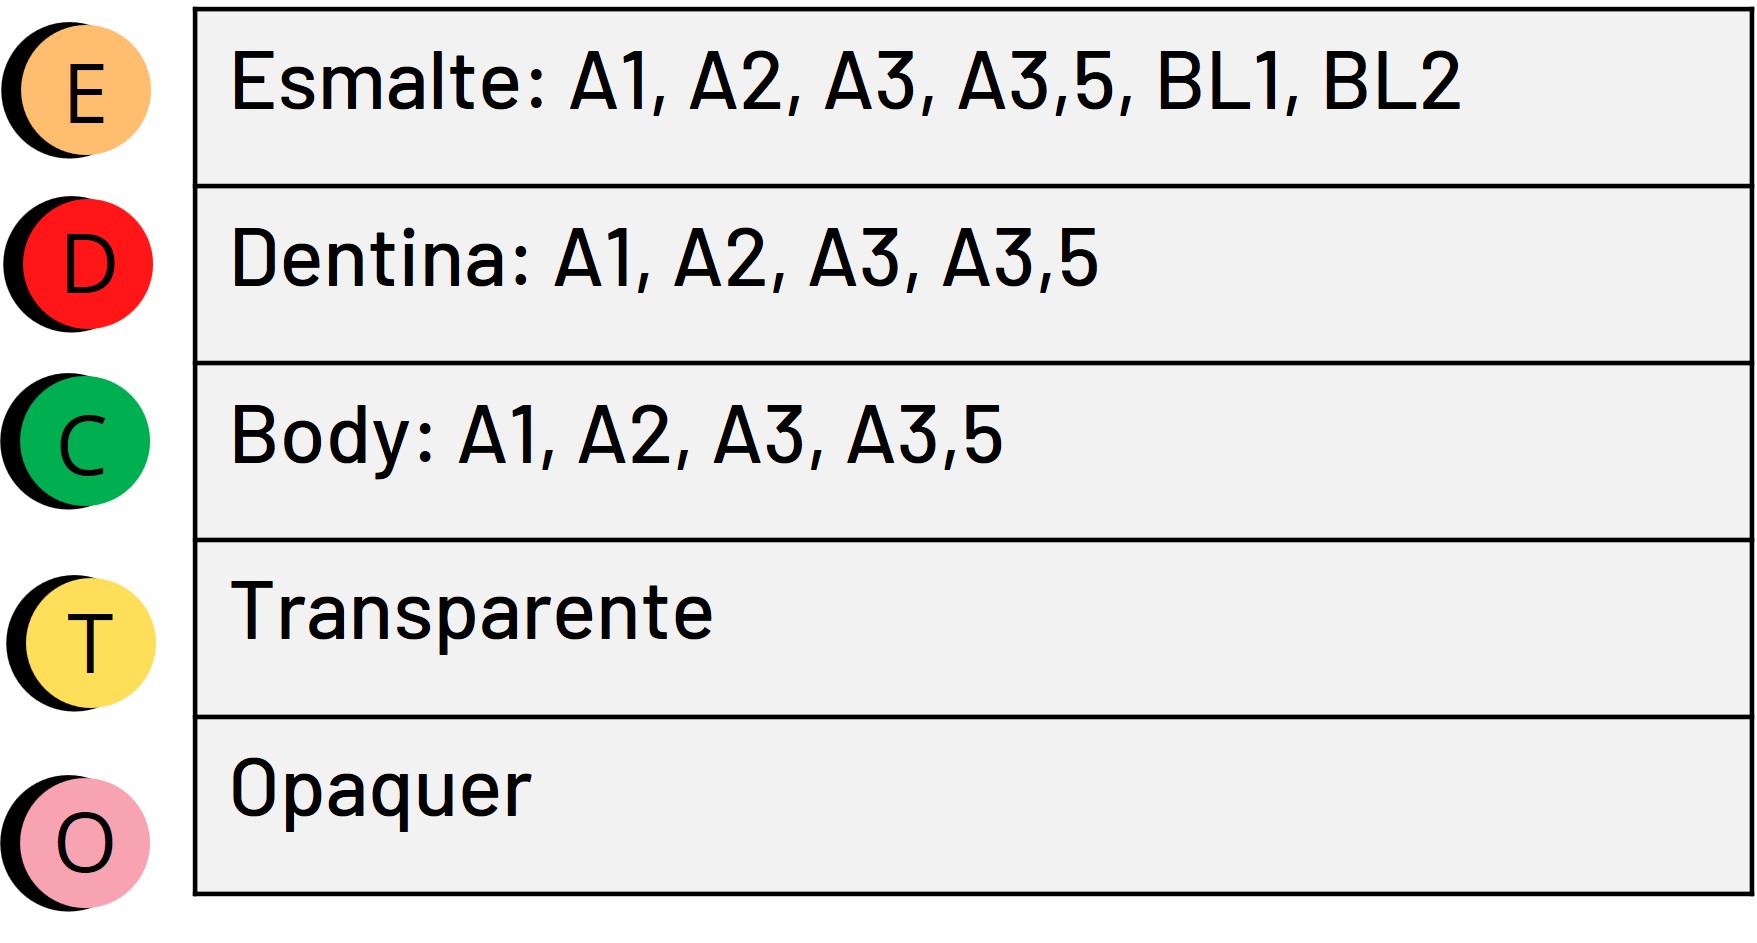 E
Esmalte: A1, A2, A3, A3,5, BL1, BL2
D
Dentina: A1, A2, A3, A3,5
C
Body: A1, A2, A3, A3,5
T
Transparente
O
Opaquer